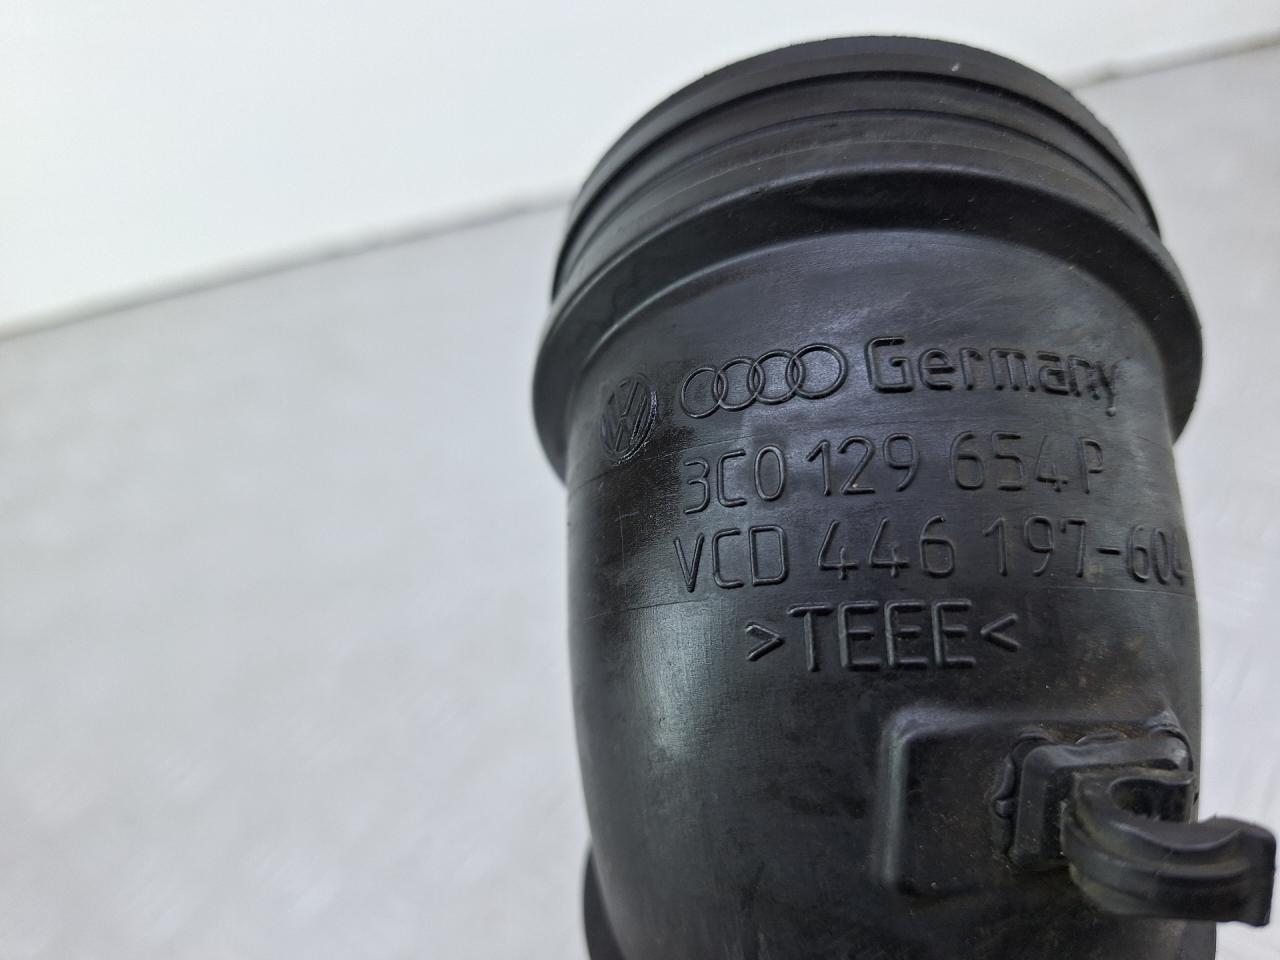 Germany
3C0 129 654 P
VCD 446 197-604
>TEEE<